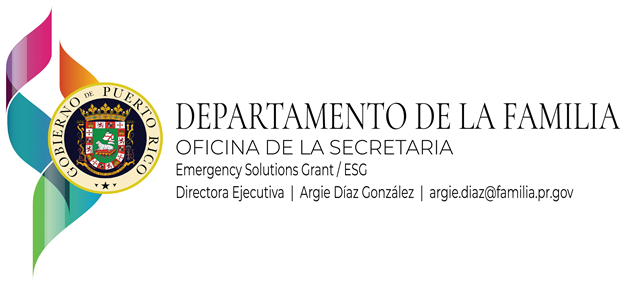 GOBIERNO DE PUERTO RICO
DEPARTAMENTO DE LA FAMILIA
OFICINA DE LA SECRETARIA
Emergency Solutions Grant / ESG
Directora Ejecutiva | Argie Díaz González | argie.diaz@familia.pr.gov